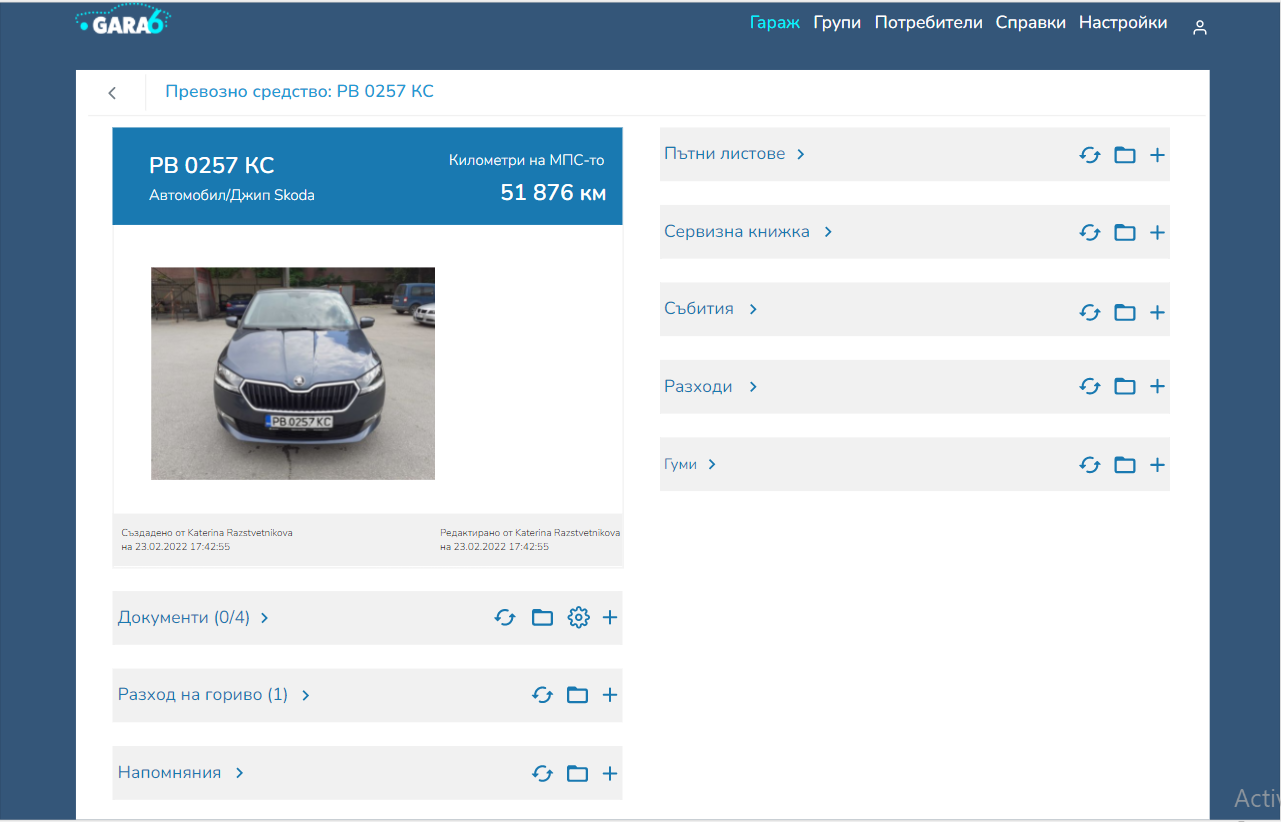 GARA6
Гараж Групи Потребители Справки Настройки
Превозно средство: PB 0257 КС
PB 0257 КС
Автомобил/Джип Skoda
Километри на МПС-то
51 876 км
PB 0257 KC
Създадено от Katerina Razstvetnikova
на 23.02.2022 17:42:55
Редактирано от Katerina Razstvetnikova
на 23.02.2022 17:42:55
Документи (0/4)
Разход на гориво (1)
Напомняния
Пътни листове
Сервизна книжка
Събития
Разходи
Гуми